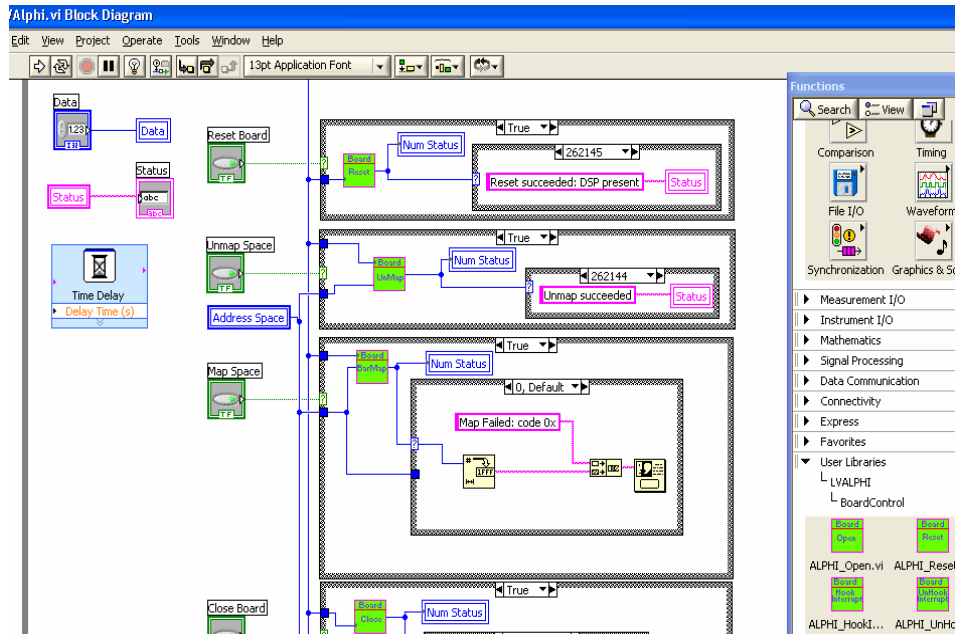 /Alphi.vi Block Diagram
Edit View Project Operate Tools Window Help
13pt Application Font
Functions
Search View
Comparison Timing
File I/O Waveform
Synchronization Graphics & So
Measurement I/O
Instrument I/O
Mathematics
Signal Processing
Data Communication
Connectivity
Express
Favorites
User Libraries
LVALPHI
BoardControl
Board Open
Board Reset
ALPHI_Open.vi ALPHI_Reset
Board Hook Interrupt
Board UnHook Interrupt
ALPHI_HookI... ALPHI_UnHo
Data
1.23
Data
Status
Status
abc
abc
Time Delay
Delay Time (s)
Reset Board
TF
True
Board Reset
Num Status
262145
Reset succeeded: DSP present
Status
Unmap Space
TF
True
Board UnMap
Num Status
262144
Unmap succeeded
Status
Address Space
Map Space
TF
True
Board BarMap
Num Status
0, Default
Map Failed: code 0x
Close Board
True
Board Close
Num Status